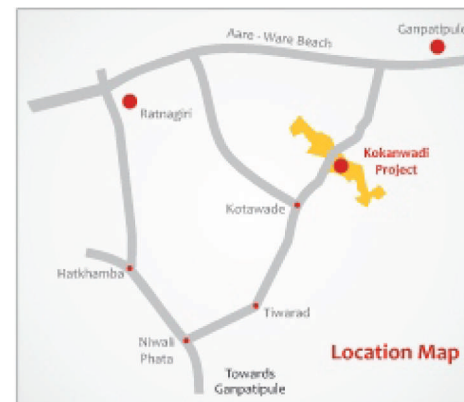 Ganpatipule
Aare - Ware Beach
Ratnagiri
Kokanwadi
Project
Kotawade
Hatkhamba
Tiwarad
Niwali
Phata
Location Map
Towards
Ganpatipule